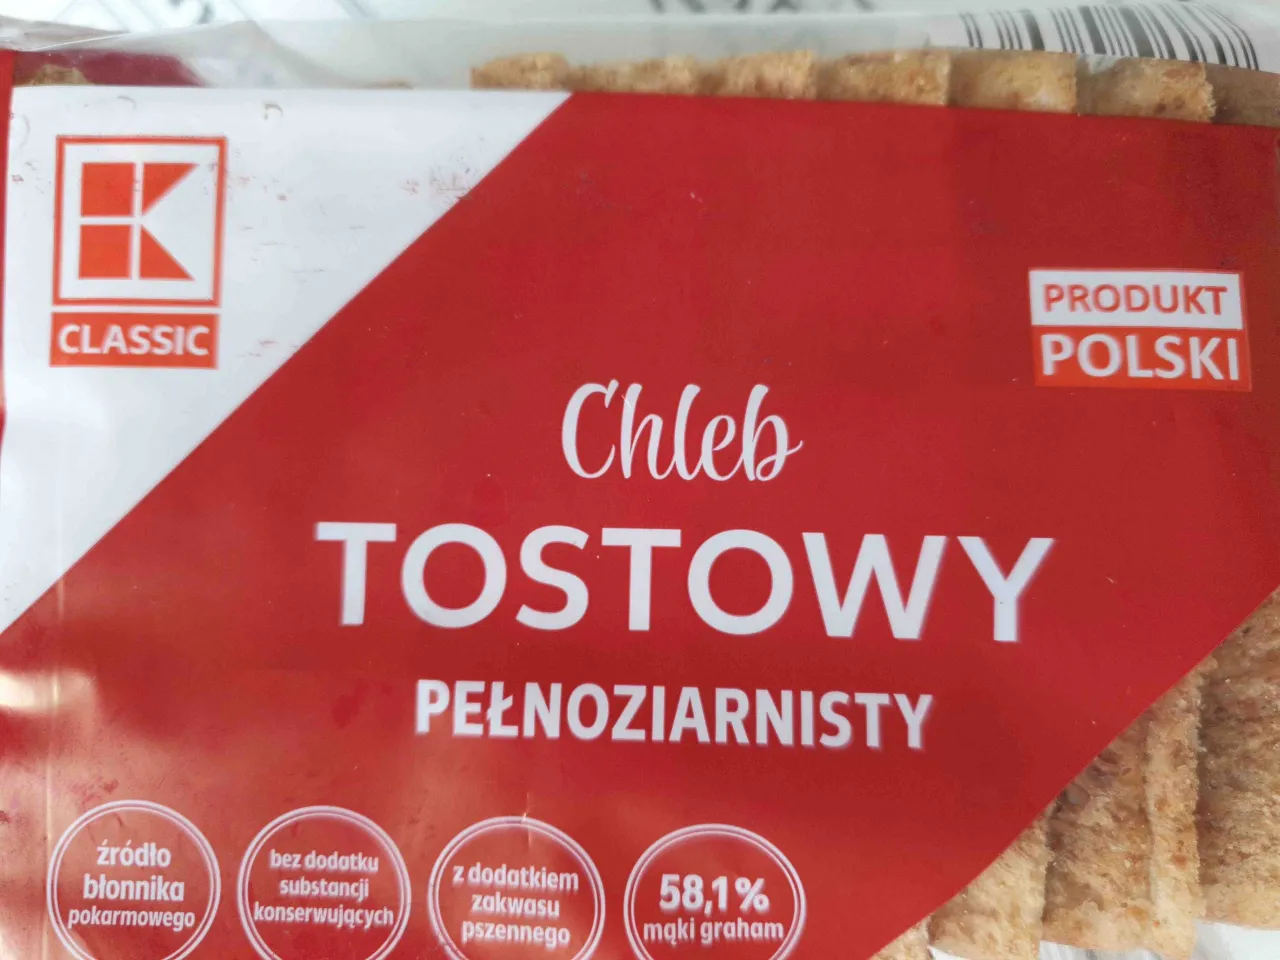 K
CLASSIC
PRODUKT
POLSKI
Chleb
TOSTOWY
PEŁNOZIARNISTY
źródło
błonnika
pokarmowego
bez dodatku
substancji
konserwujących
z dodatkiem
zakwasu
pszennego
58,1%
mąki graham